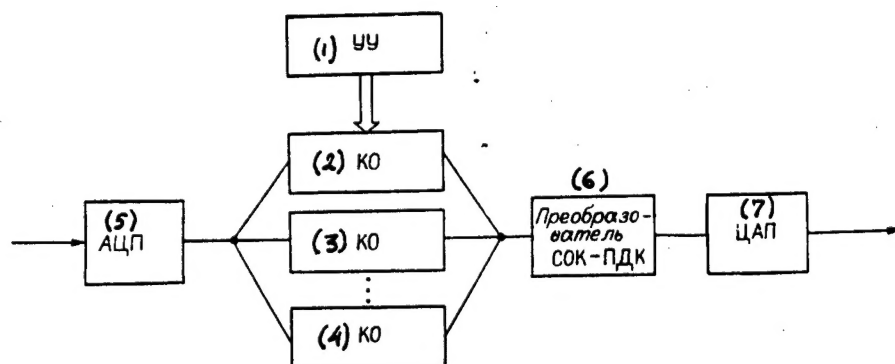 (1) УУ
(2) КО
(6)
(5)
АЦП
(3) КО
Преобразо-
ватель
СОК-ПДК
(7)
ЦАП
(4) КО